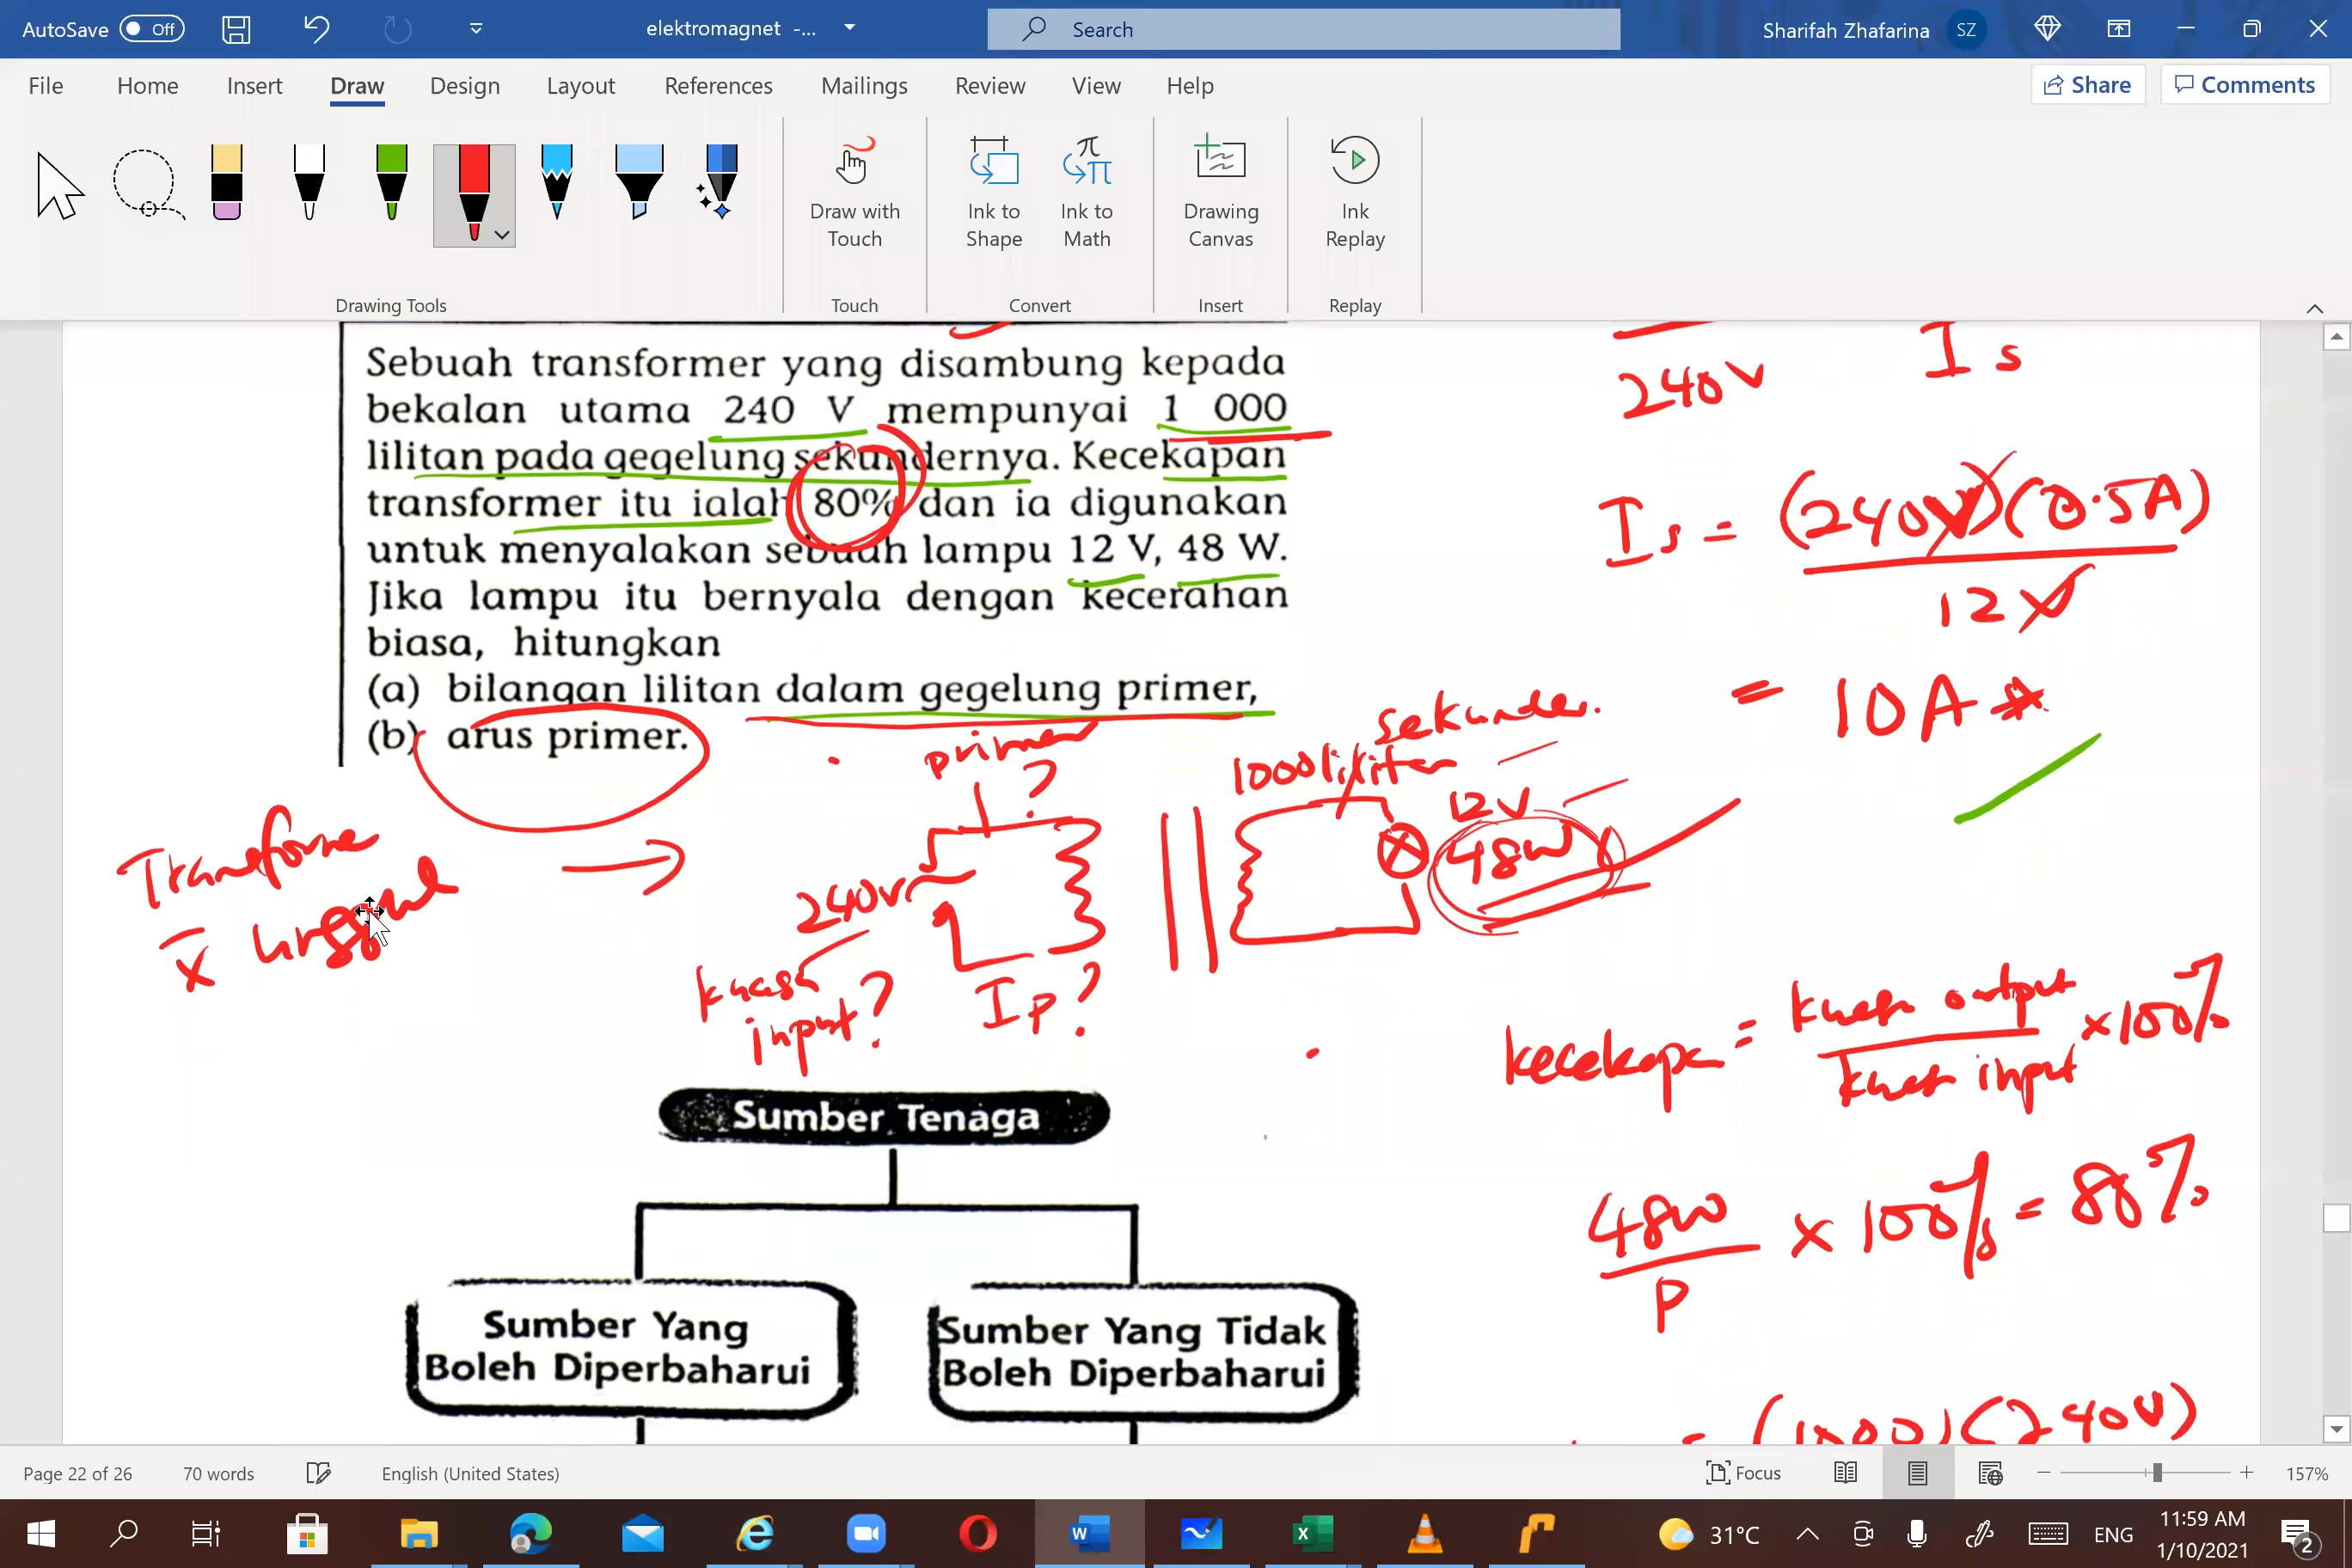 AutoSave Off elektromagnet -... Search Sharifah Zhafarina SZ
File Home Insert Draw Design Layout References Mailings Review View Help Share Comments
Draw with Touch
Ink to Shape
Ink to Math
Drawing Canvas
Ink Replay
Drawing Tools Touch Convert Insert Replay
Sebuah transformer yang disambung kepada
bekalan utama 240 V mempunyai 1 000
lilitan pada gegelung sekundernya. Kecekapan
transformer itu ialah 80% dan ia digunakan
untuk menyalakan sebuah lampu 12 V, 48 W.
Jika lampu itu bernyala dengan kecerahan
biasa, hitungkan
(a) bilangan lilitan dalam gegelung primer,
(b) arus primer.
240V Is
Is = (240V)(0.5A)
12V
= 10A
primer
?
sekunder.
1000 lilitan
12V
48W
240V
input?
Ip?
x
= kuasa output x 100%
kuasa input
48W x 100% = 80%
P
= (1000)(240V)
Sumber Tenaga
Sumber Yang
Boleh Diperbaharui
Sumber Yang Tidak
Boleh Diperbaharui
Page 22 of 26 70 words English (United States) Focus 157%
31°C ENG 11:59 AM
1/10/2021
2